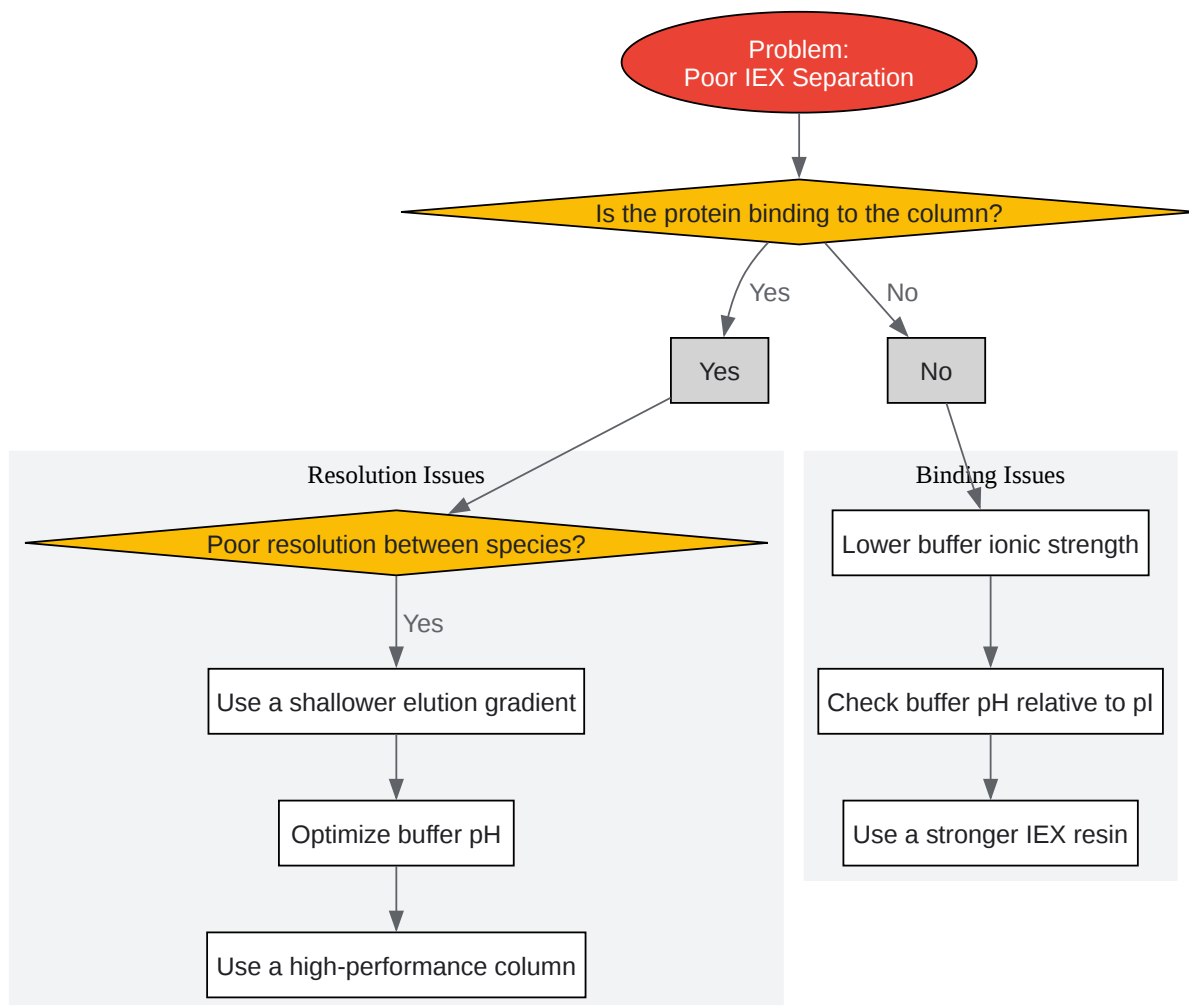 Problem:
Poor IEX Separation
Is the protein binding to the column?
Yes
No
Yes
No
Resolution Issues
Binding Issues
Poor resolution between species?
Lower buffer ionic strength
Yes
Use a shallower elution gradient
Check buffer pH relative to pI
Optimize buffer pH
Use a stronger IEX resin
Use a high-performance column